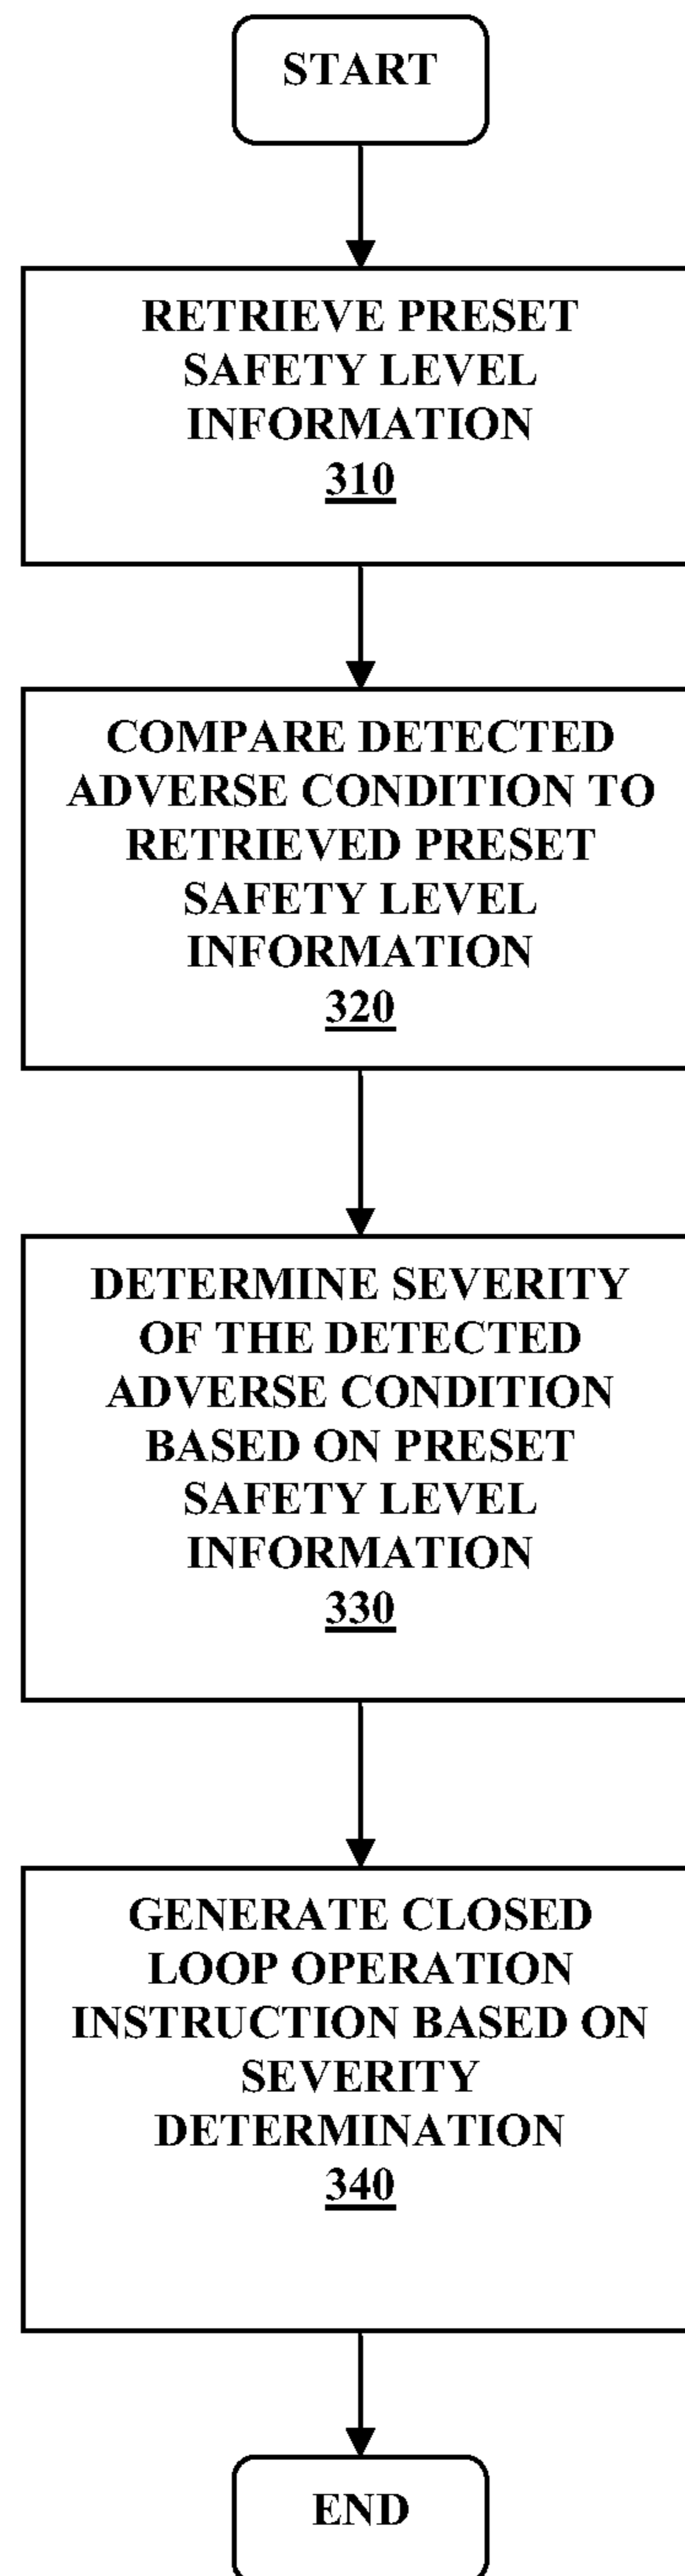 START
RETRIEVE PRESET
SAFETY LEVEL
INFORMATION
310
COMPARE DETECTED
ADVERSE CONDITION TO
RETRIEVED PRESET
SAFETY LEVEL
INFORMATION
320
DETERMINE SEVERITY
OF THE DETECTED
ADVERSE CONDITION
BASED ON PRESET
SAFETY LEVEL
INFORMATION
330
GENERATE CLOSED
LOOP OPERATION
INSTRUCTION BASED ON
SEVERITY
DETERMINATION
340
END